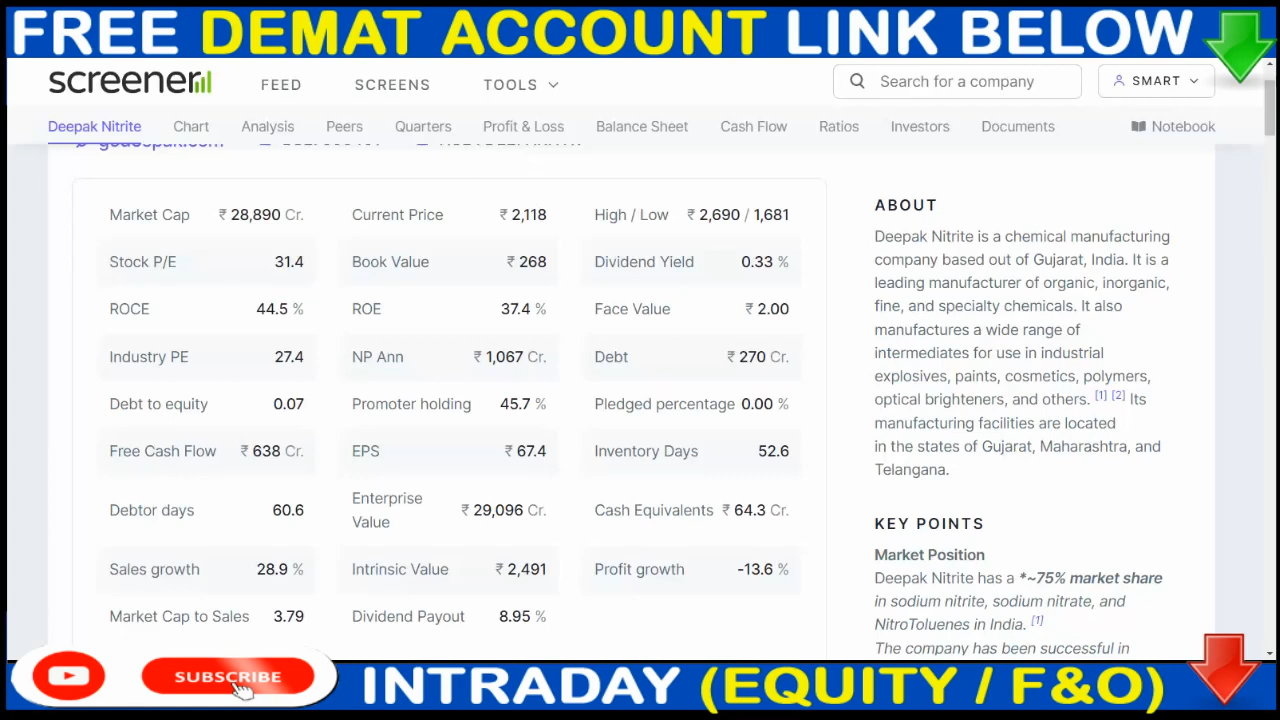 FREE DEMAT ACCOUNT LINK BELOW
screener
FEED SCREENS TOOLS
Search for a company
SMART
Deepak Nitrite Chart Analysis Peers Quarters Profit & Loss Balance Sheet Cash Flow Ratios Investors Documents Notebook
Market Cap ₹ 28,890 Cr. Current Price ₹ 2,118 High / Low ₹ 2,690 / 1,681
Stock P/E 31.4 Book Value ₹ 268 Dividend Yield 0.33 %
ROCE 44.5 % ROE 37.4 % Face Value ₹ 2.00
Industry PE 27.4 NP Ann ₹ 1,067 Cr. Debt ₹ 270 Cr.
Debt to equity 0.07 Promoter holding 45.7 % Pledged percentage 0.00 %
Free Cash Flow ₹ 638 Cr. EPS ₹ 67.4 Inventory Days 52.6
Debtor days 60.6 Enterprise Value ₹ 29,096 Cr. Cash Equivalents ₹ 64.3 Cr.
Sales growth 28.9 % Intrinsic Value ₹ 2,491 Profit growth -13.6 %
Market Cap to Sales 3.79 Dividend Payout 8.95 %
ABOUT
Deepak Nitrite is a chemical manufacturing
company based out of Gujarat, India. It is a
leading manufacturer of organic, inorganic,
fine, and specialty chemicals. It also
manufactures a wide range of
intermediates for use in industrial
explosives, paints, cosmetics, polymers,
optical brighteners, and others. [1] [2] Its
manufacturing facilities are located
in the states of Gujarat, Maharashtra, and
Telangana.
KEY POINTS
Market Position
Deepak Nitrite has a *~75% market share
in sodium nitrite, sodium nitrate, and
NitroToluenes in India. [1]
The company has been successful in
SUBSCRIBE
INTRADAY (EQUITY / F&O)